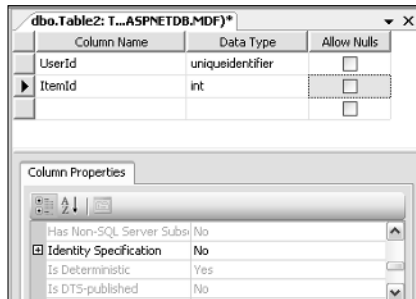 dbo.Table2: T...ASPNETDB.MDF)*
Column Name Data Type Allow Nulls
UserId uniqueidentifier
ItemId int
Column Properties
Has Non-SQL Server Subs No
Identity Specification No
Is Deterministic Yes
Is DTS-published No